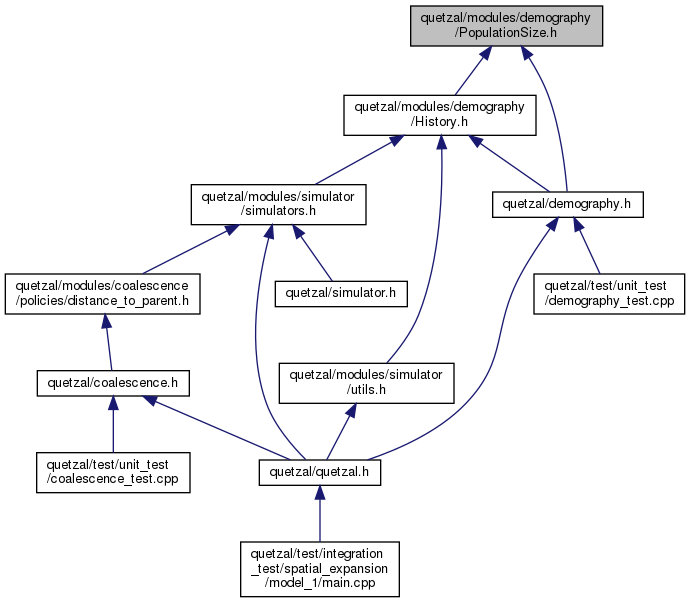 quetzal/modules/demography
/PopulationSize.h
quetzal/modules/demography
/History.h
quetzal/modules/simulator
/simulators.h
quetzal/demography.h
quetzal/modules/coalescence
/policies/distance_to_parent.h
quetzal/simulator.h
quetzal/test/unit_test
/demography_test.cpp
quetzal/coalescence.h
quetzal/modules/simulator
/utils.h
quetzal/test/unit_test
/coalescence_test.cpp
quetzal/quetzal.h
quetzal/test/integration
_test/spatial_expansion
/model_1/main.cpp